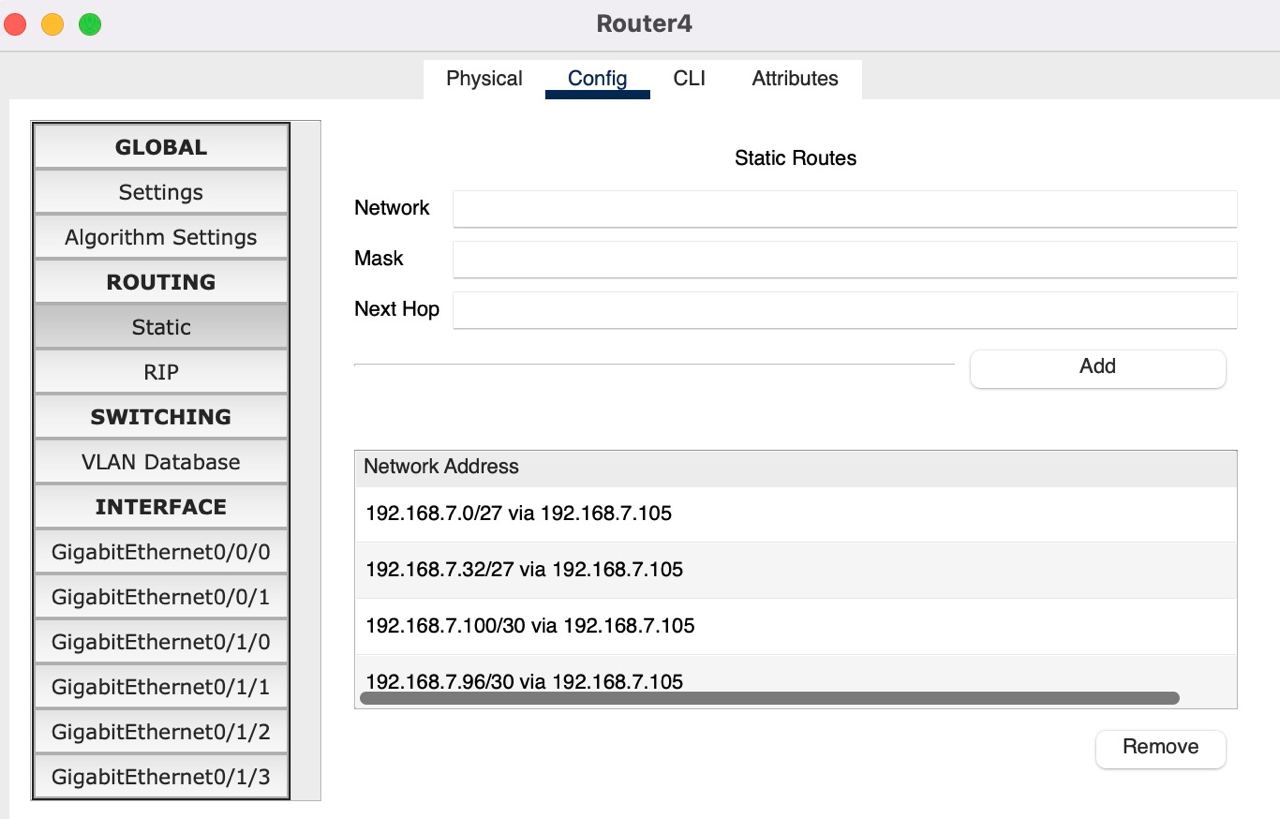 Router4
Physical Config CLI Attributes
GLOBAL
Settings
Algorithm Settings
ROUTING
Static
RIP
SWITCHING
VLAN Database
INTERFACE
GigabitEthernet0/0/0
GigabitEthernet0/0/1
GigabitEthernet0/1/0
GigabitEthernet0/1/1
GigabitEthernet0/1/2
GigabitEthernet0/1/3
Static Routes
Network
Mask
Next Hop
Add
Network Address
192.168.7.0/27 via 192.168.7.105
192.168.7.32/27 via 192.168.7.105
192.168.7.100/30 via 192.168.7.105
192.168.7.96/30 via 192.168.7.105
Remove